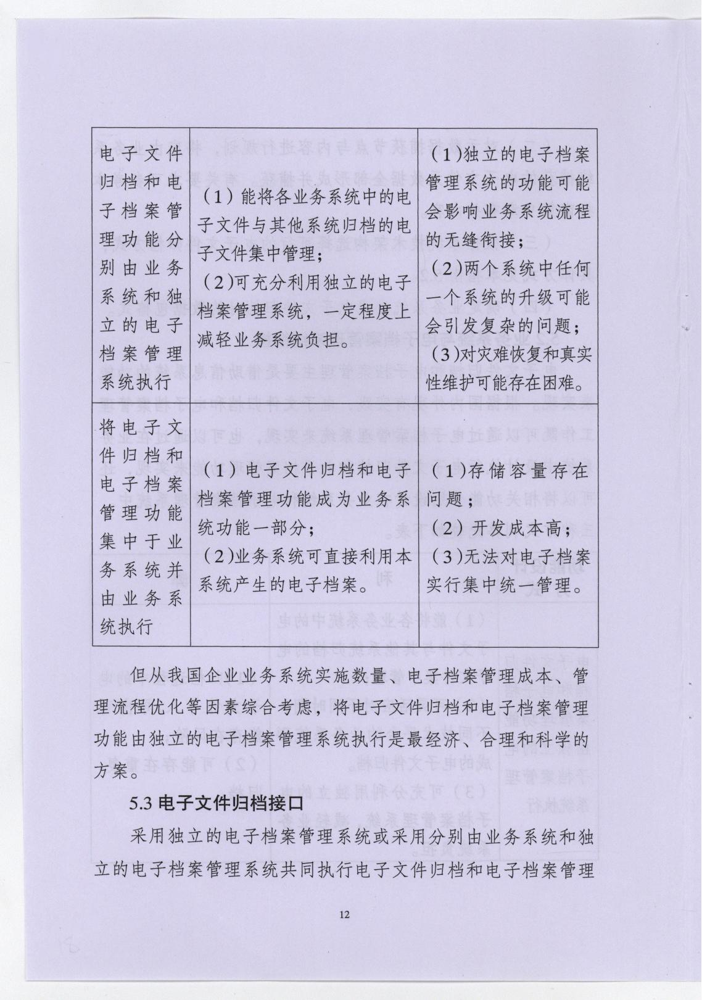 电子文件
归档和电
子档案管
理功能分
别由业务
系统和独
立的电子
档案管理
系统执行
（1）能将各业务系统中的电
子文件与其他系统归档的电
子文件集中管理；
（2)可充分利用独立的电子
档案管理系统，一定程度上
减轻业务系统负担。
（1)独立的电子档案
管理系统的功能可能
会影响业务系统流程
的无缝衔接；
（2)两个系统中任何
一个系统的升级可能
会引发复杂的问题；
（3)对灾难恢复和真实
性维护可能存在困难。
将电子文
件归档和
电子档案
管理功能
集中于业
务系统并
由业务系
统执行
（1）电子文件归档和电子
档案管理功能成为业务系
统功能一部分；
（2)业务系统可直接利用本
系统产生的电子档案。
（1)存储容量存在
问题；
（2）开发成本高；
（3)无法对电子档案
实行集中统一管理。
但从我国企业业务系统实施数量、电子档案管理成本、管
理流程优化等因素综合考虑，将电子文件归档和电子档案管理
功能由独立的电子档案管理系统执行是最经济、合理和科学的
方案。
5.3 电子文件归档接口
采用独立的电子档案管理系统或采用分别由业务系统和独
立的电子档案管理系统共同执行电子文件归档和电子档案管理
12